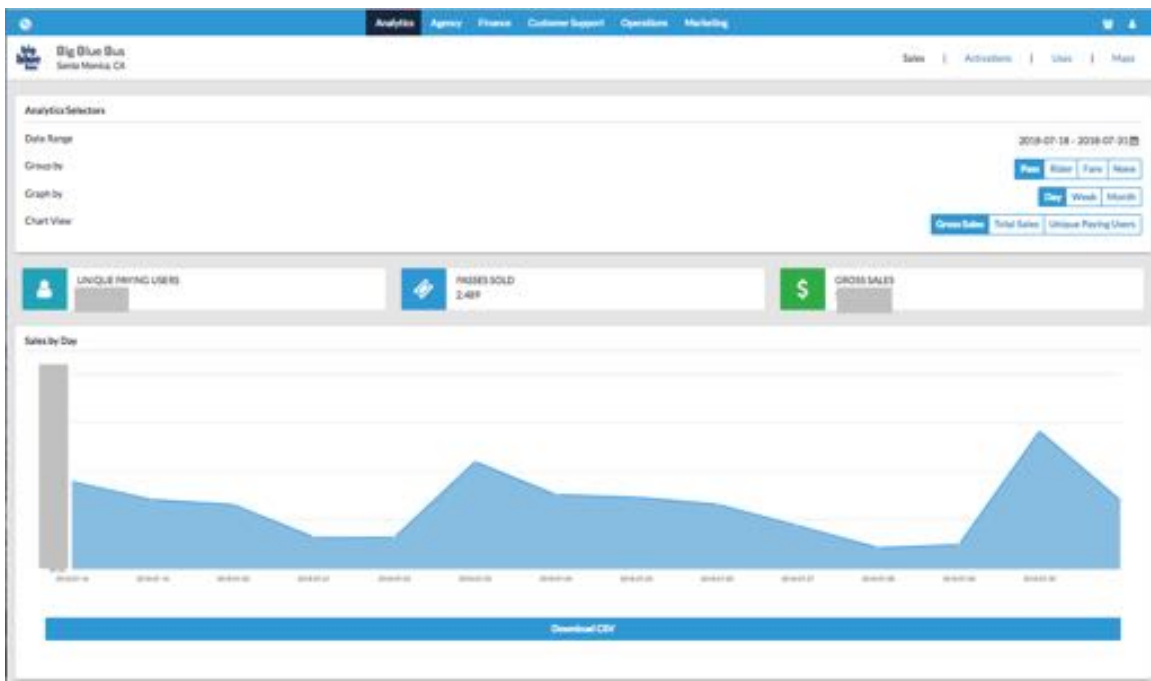 Analytics Agency Finance Customer Support Operations Marketing
big blue bus
Big Blue Bus
Santa Monica, CA
Sales | Activations | Uses | Maps
Analytics Selectors
Date Range
2018-07-18 - 2018-07-31
Group by
Pass Rider Fare None
Graph by
Day Week Month
Chart View
Gross Sales Total Sales Unique Paying Users
UNIQUE PAYING USERS
PASSES SOLD
2,489
GROSS SALES
Sales by Day
Download CSV